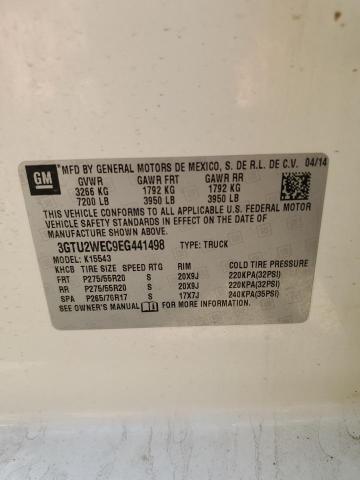 GM MFD BY GENERAL MOTORS DE MEXICO, S. DE R.L. DE C.V. 04/14
GVWR GAWR FRT GAWR RR
3266 KG 1792 KG 1792 KG
7200 LB 3950 LB 3950 LB
THIS VEHICLE CONFORMS TO ALL APPLICABLE U.S. FEDERAL MOTOR
VEHICLE SAFETY STANDARDS IN EFFECT ON THE DATE OF
MANUFACTURE SHOWN ABOVE.
3GTU2WEC9EG441498 TYPE: TRUCK
MODEL: K15543
KHCB TIRE SIZE SPEED RTG RIM COLD TIRE PRESSURE
FRT P275/55R20 S 20X9J 220KPA(32PSI)
RR P275/55R20 S 20X9J 220KPA(32PSI)
SPA P265/70R17 S 17X7J 240KPA(35PSI)
SEE OWNER'S MANUAL FOR MORE INFORMATION.